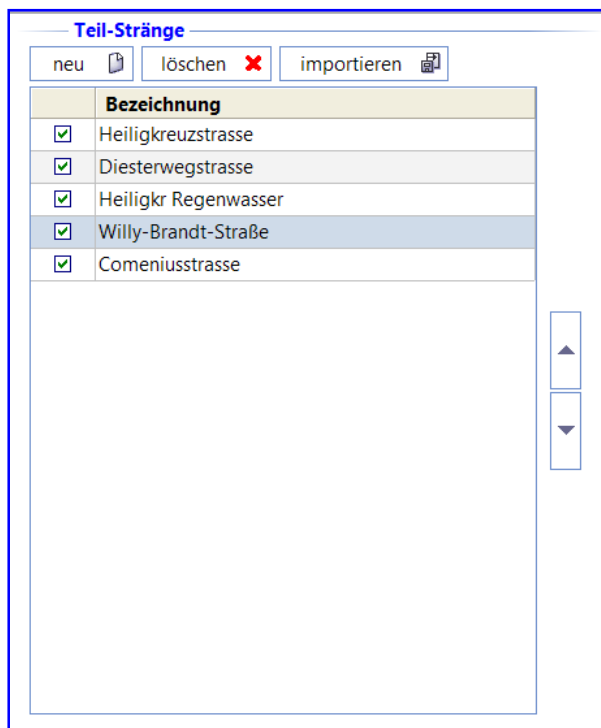 Teil-Stränge
neu löschen importieren
Bezeichnung
Heiligkreuzstrasse
Diesterwegstrasse
Heiligkr Regenwasser
Willy-Brandt-Straße
Comeniusstrasse